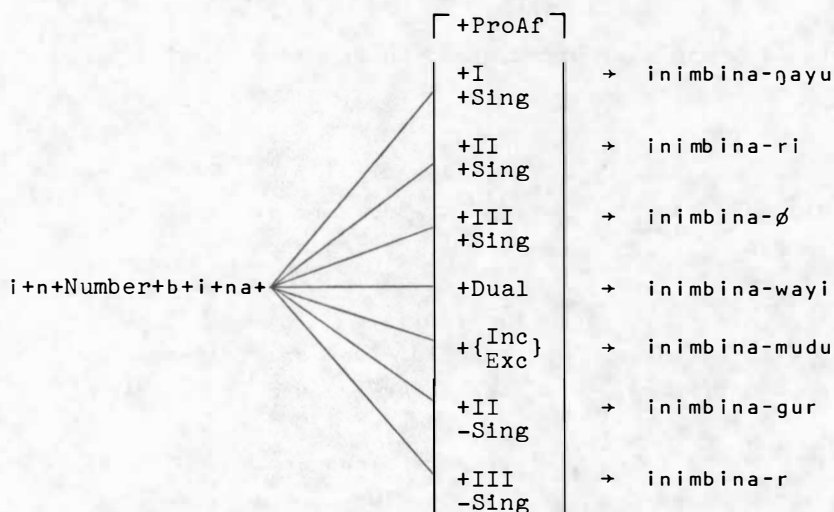 +ProAf
+I → inimbina-ŋayu
+Sing
+II → inimbina-ri
+Sing
+III → inimbina-ø
+Sing
i+n+Number+b+i+na+ +Dual → inimbina-wayi
+{Inc Exc} → inimbina-mudu
+II → inimbina-gur
-Sing
+III → inimbina-r
-Sing